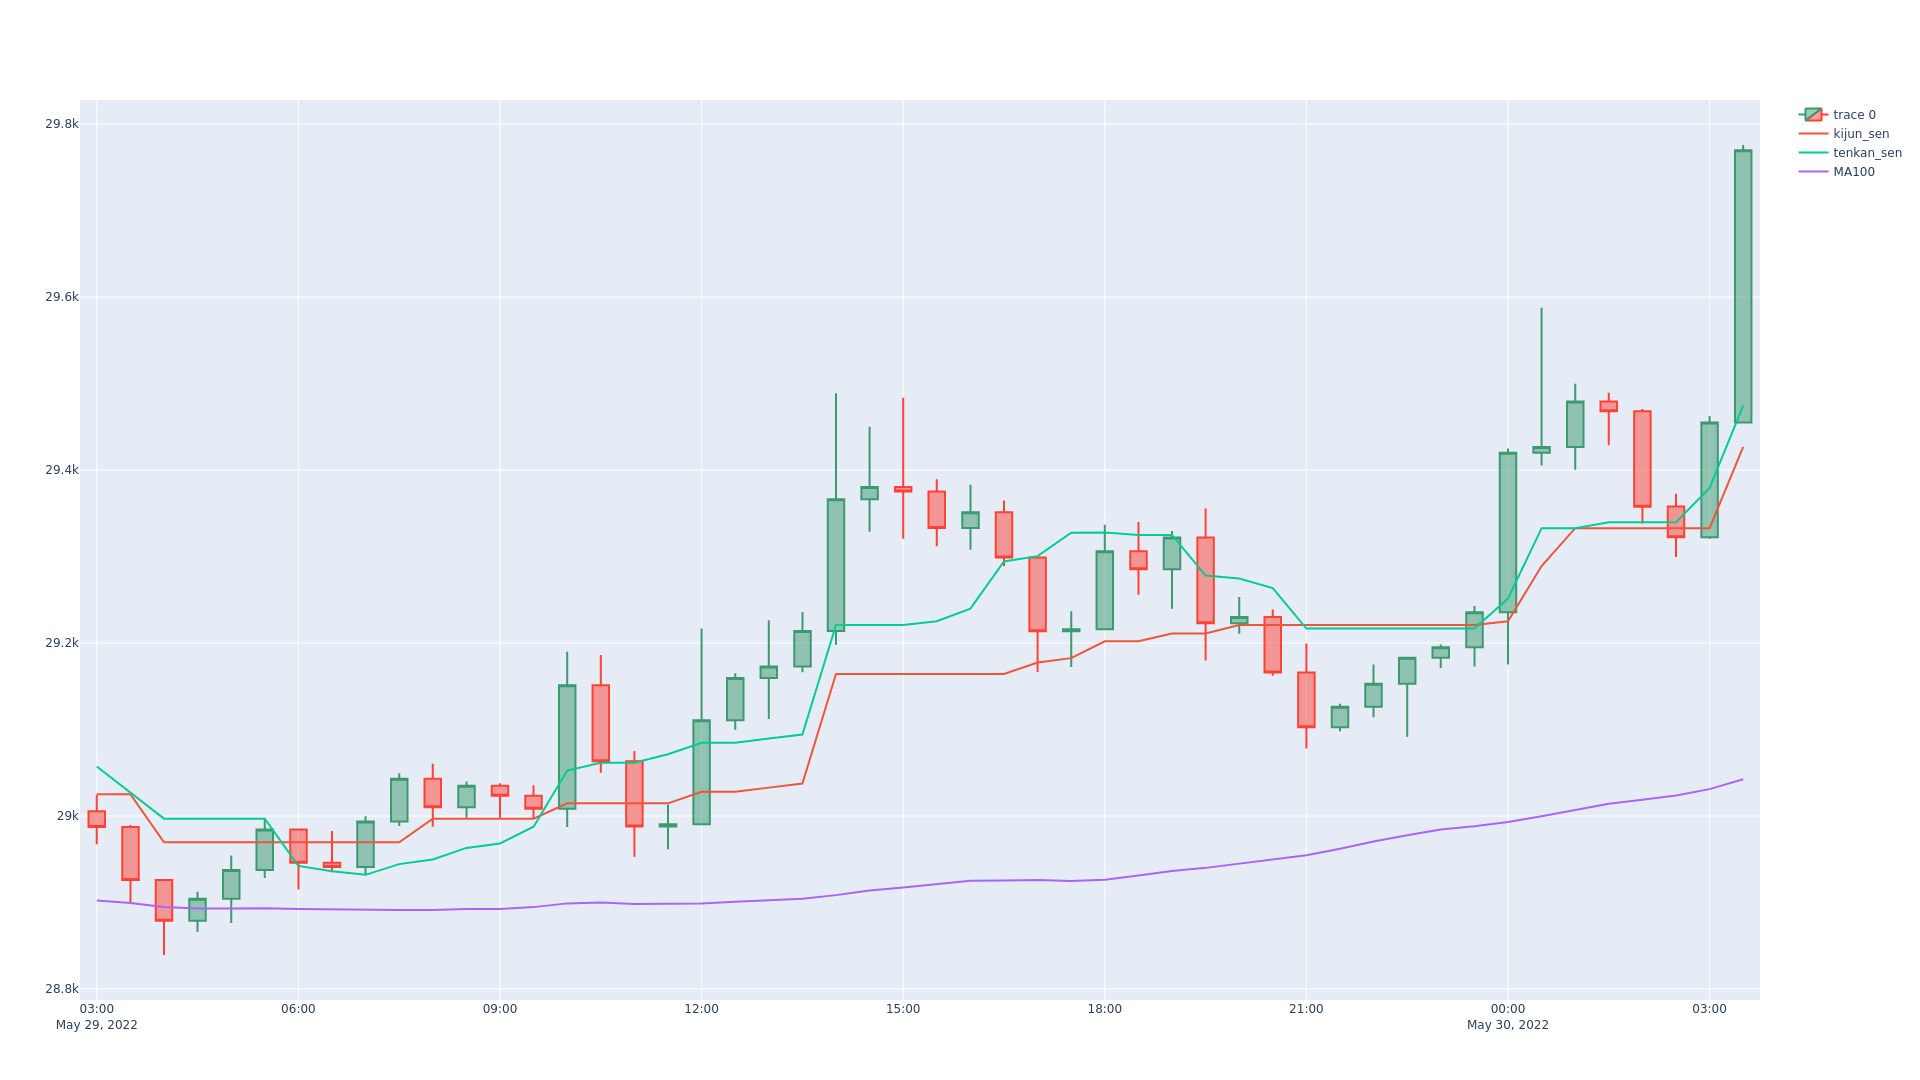 29.8k
29.6k
29.4k
29.2k
29k
28.8k
03:00
May 29, 2022
06:00
09:00
12:00
15:00
18:00
21:00
00:00
May 30, 2022
03:00
trace 0
kijun_sen
tenkan_sen
MA100